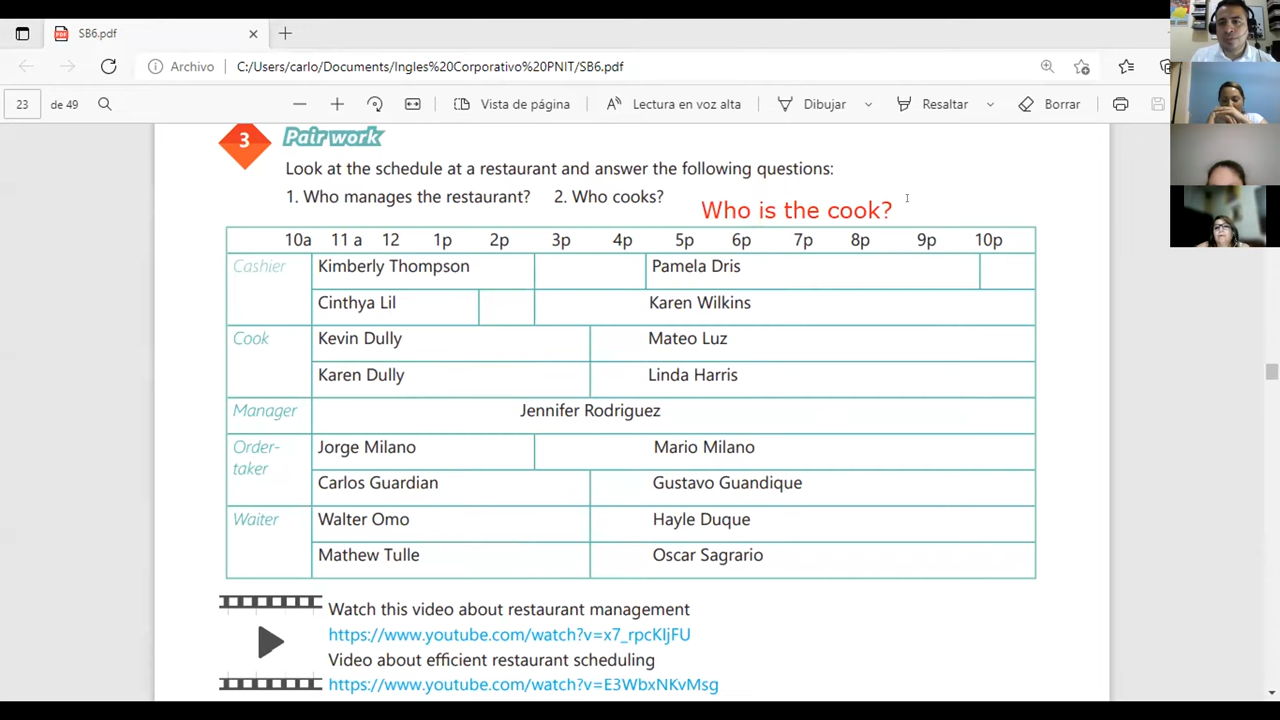 SB6.pdf
Archivo C:/Users/carlo/Documents/Ingles%20Corporativo%20PNIT/SB6.pdf
23 de 49 Vista de página Lectura en voz alta Dibujar Resaltar Borrar
3 Pair work
Look at the schedule at a restaurant and answer the following questions:
1. Who manages the restaurant? 2. Who cooks?
Who is the cook?
10a 11 a 12 1p 2p 3p 4p 5p 6p 7p 8p 9p 10p
Cashier Kimberly Thompson Pamela Dris
Cinthya Lil Karen Wilkins
Cook Kevin Dully Mateo Luz
Karen Dully Linda Harris
Manager Jennifer Rodriguez
Order-
taker
Jorge Milano Mario Milano
Carlos Guardian Gustavo Guandique
Waiter Walter Omo Hayle Duque
Mathew Tulle Oscar Sagrario
Watch this video about restaurant management
https://www.youtube.com/watch?v=x7_rpcKljFU
Video about efficient restaurant scheduling
https://www.youtube.com/watch?v=E3WbxNKvMsg